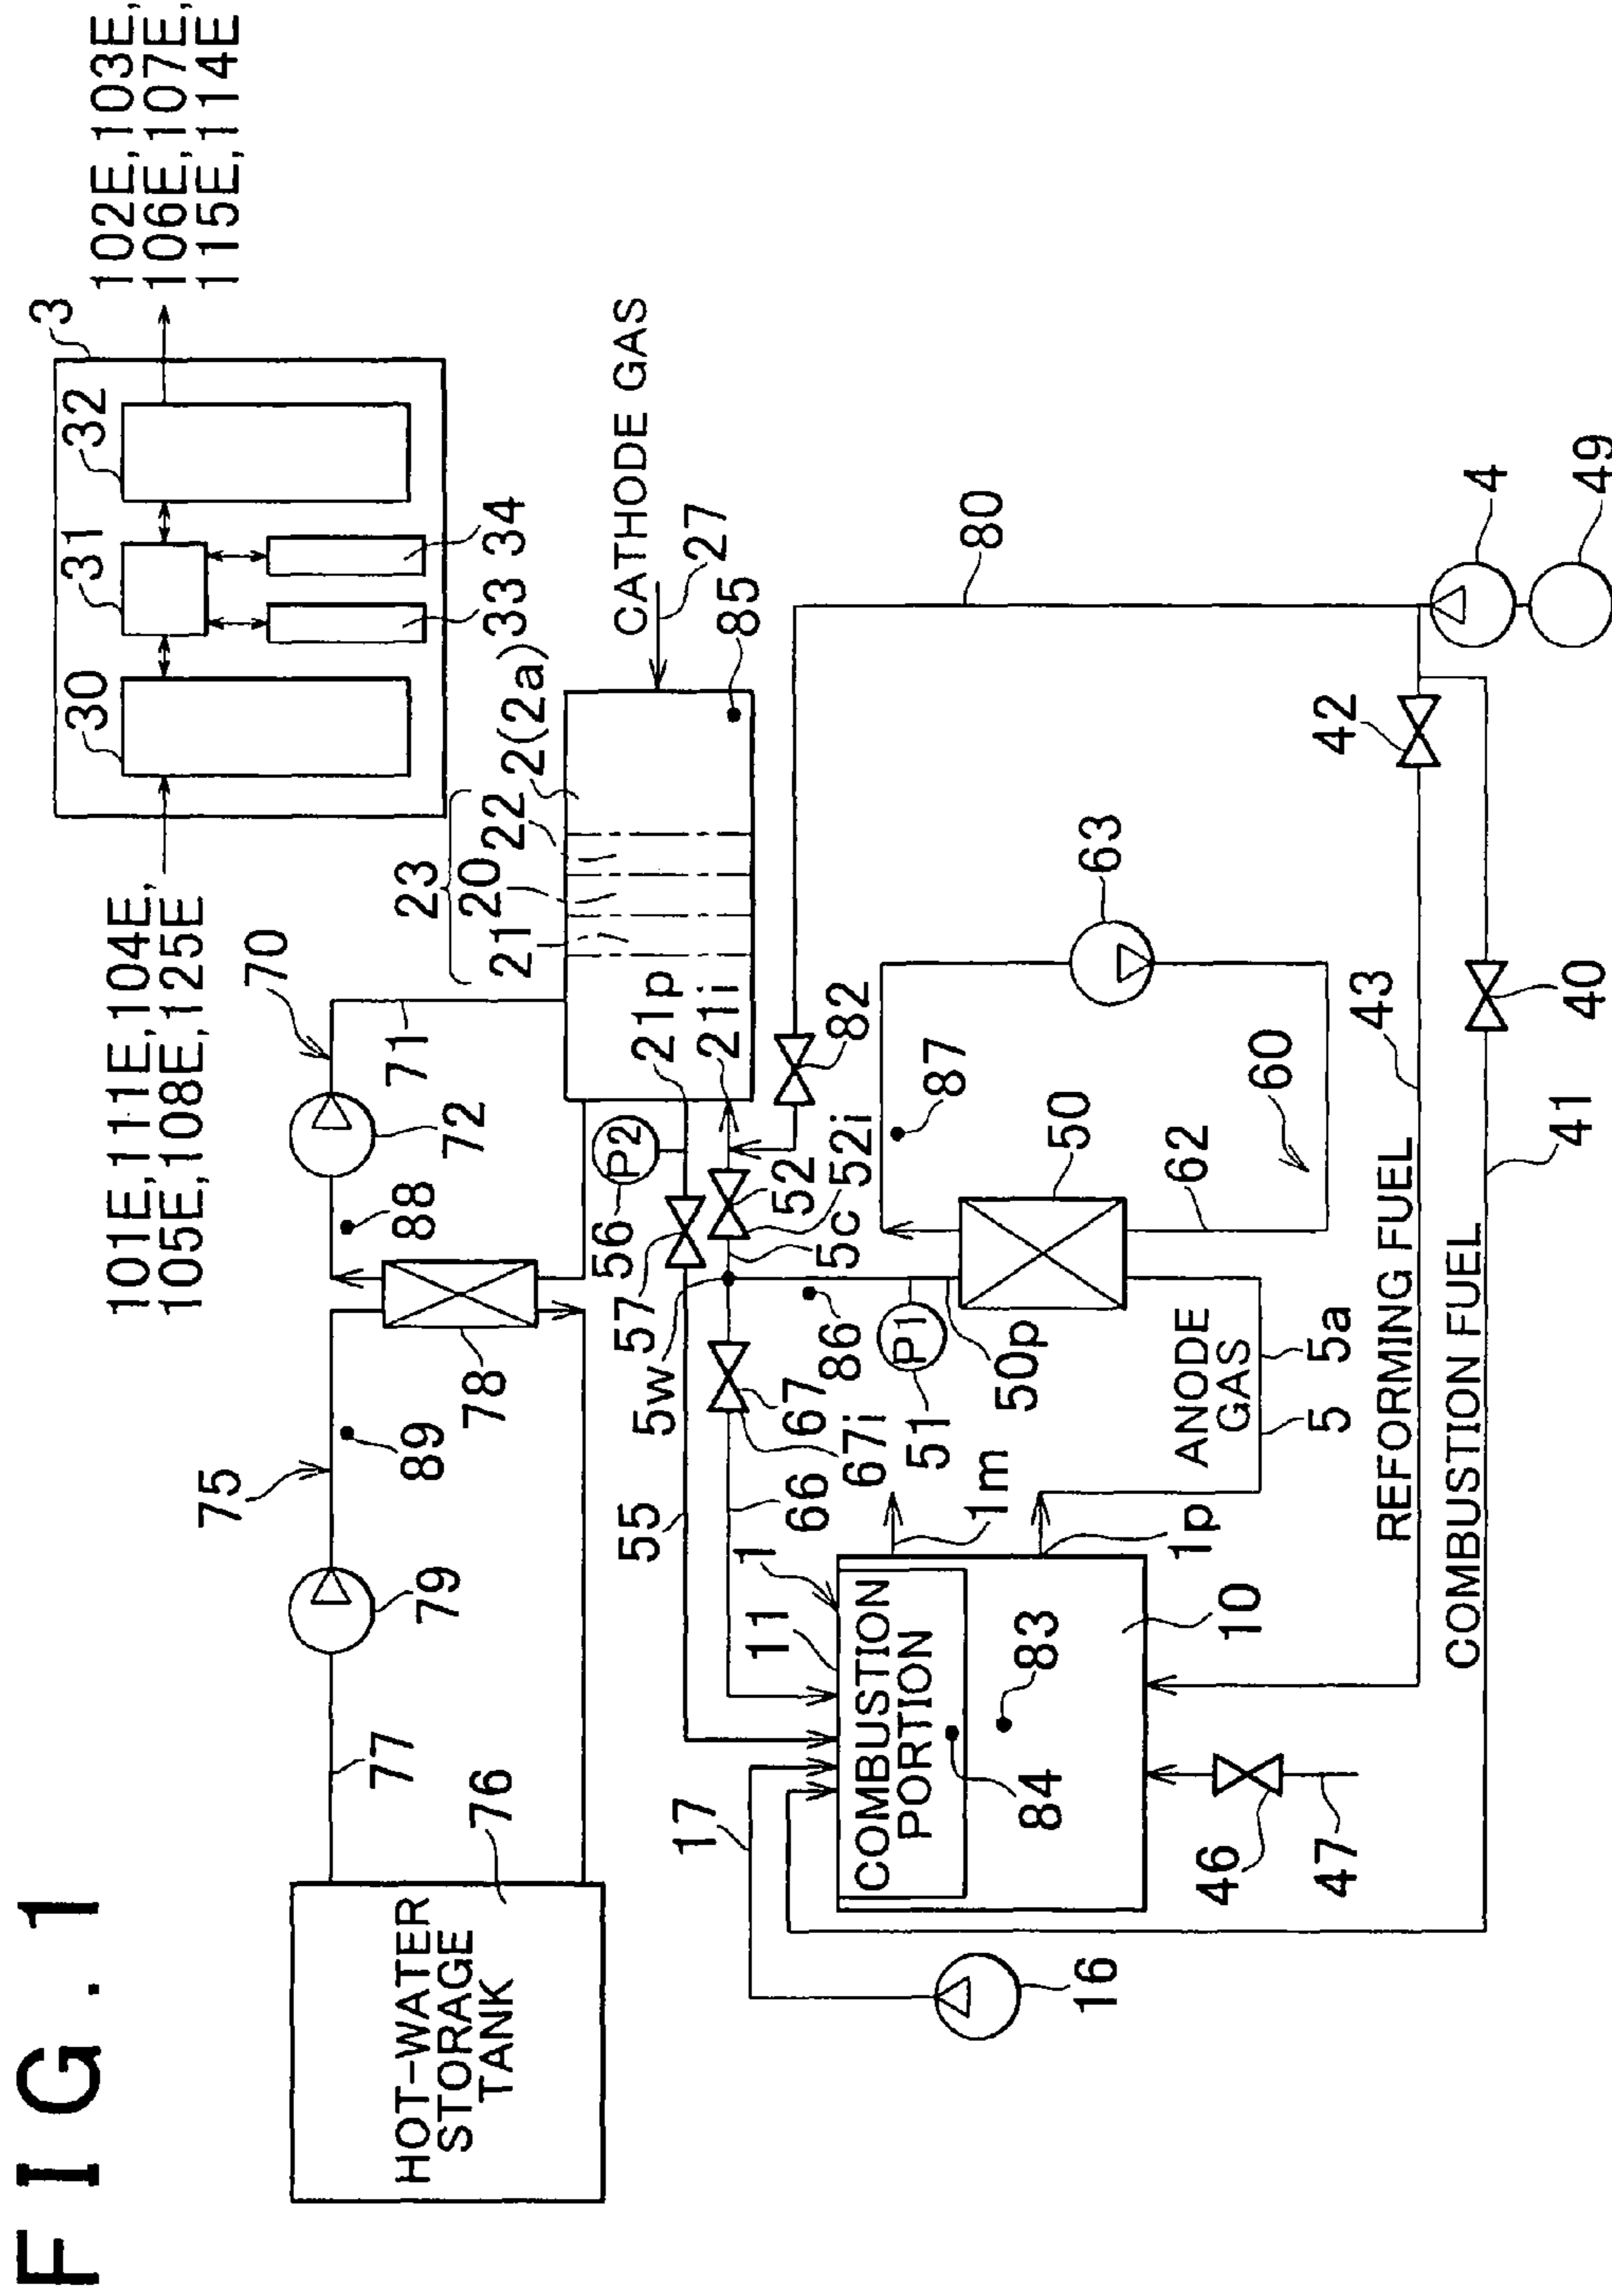 FIG. 1
HOT-WATER
STORAGE
TANK
76
77
79
75
89
78
88
72
70
71
101E,111E,104E,
105E,108E,125E
102E,103E,
106E,107E,
115E,114E
3
30
31
32
33
34
23
21
20
22
2(2a)
CATHODE GAS
27
85
21p
21i
P2
56
57
52
52i
5c
5w
55
66
67
67i
86
P1
51
50p
50
87
82
80
63
60
62
17
16
11
1
COMBUSTION
PORTION
84
83
10
1m
1p
ANODE
GAS
5
5a
46
47
REFORMING FUEL
43
42
COMBUSTION FUEL
41
40
4
49